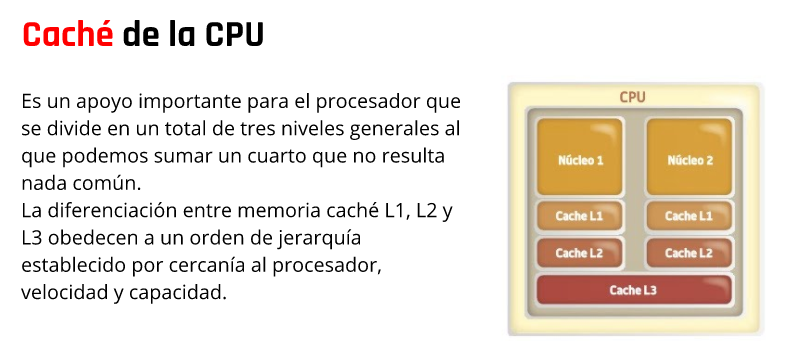 Caché de la CPU
Es un apoyo importante para el procesador que
se divide en un total de tres niveles generales al
que podemos sumar un cuarto que no resulta
nada común.
La diferenciación entre memoria caché L1, L2 y
L3 obedecen a un orden de jerarquía
establecido por cercanía al procesador,
velocidad y capacidad.
CPU
Núcleo 1
Núcleo 2
Cache L1
Cache L1
Cache L2
Cache L2
Cache L3